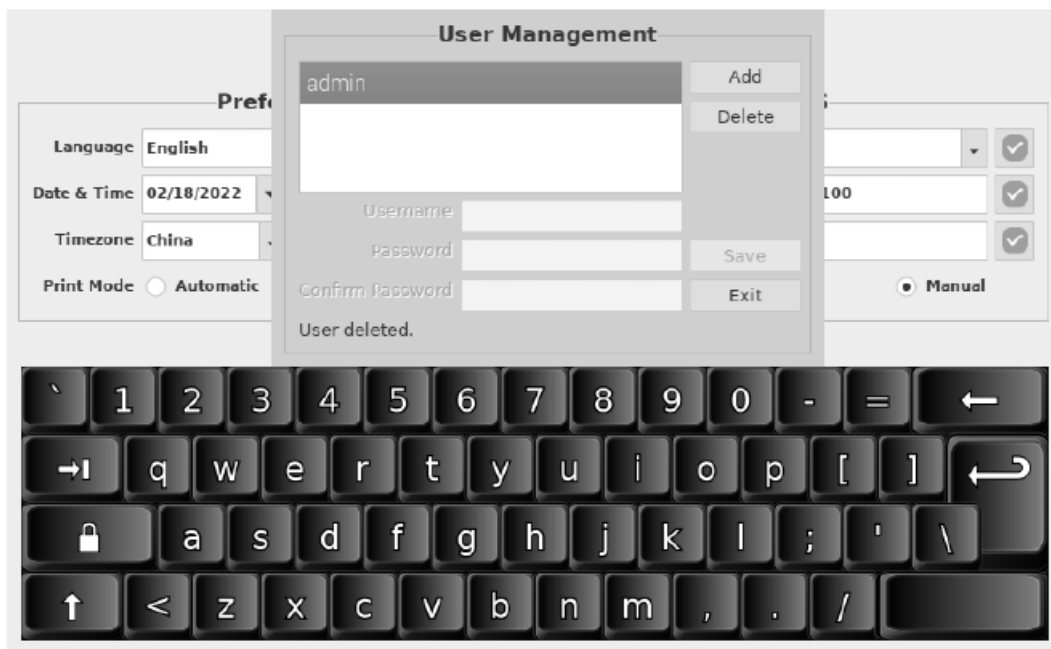 User Management
admin
Add
Delete
Prefe
Language English
Date & Time 02/18/2022
100
Timezone China
Print Mode Automatic
Manual
Username
Password
Save
Confirm Password
Exit
User deleted.
` 1 2 3 4 5 6 7 8 9 0 - =
q w e r t y u i o p [ ]
a s d f g h j k l ; ' \
< z x c v b n m , . /